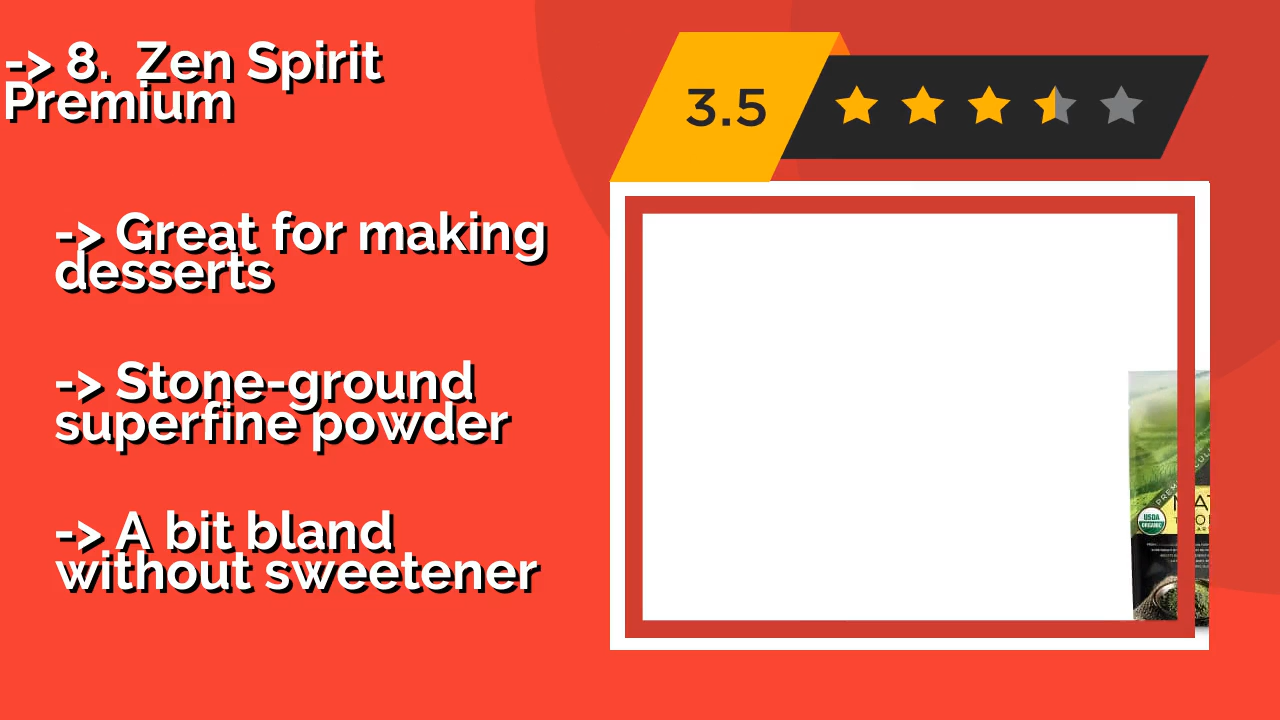 -> 8.  Zen Spirit
Premium
3.5
-> Great for making
desserts
-> Stone-ground
superfine powder
-> A bit bland
without sweetener
USDA
ORGANIC